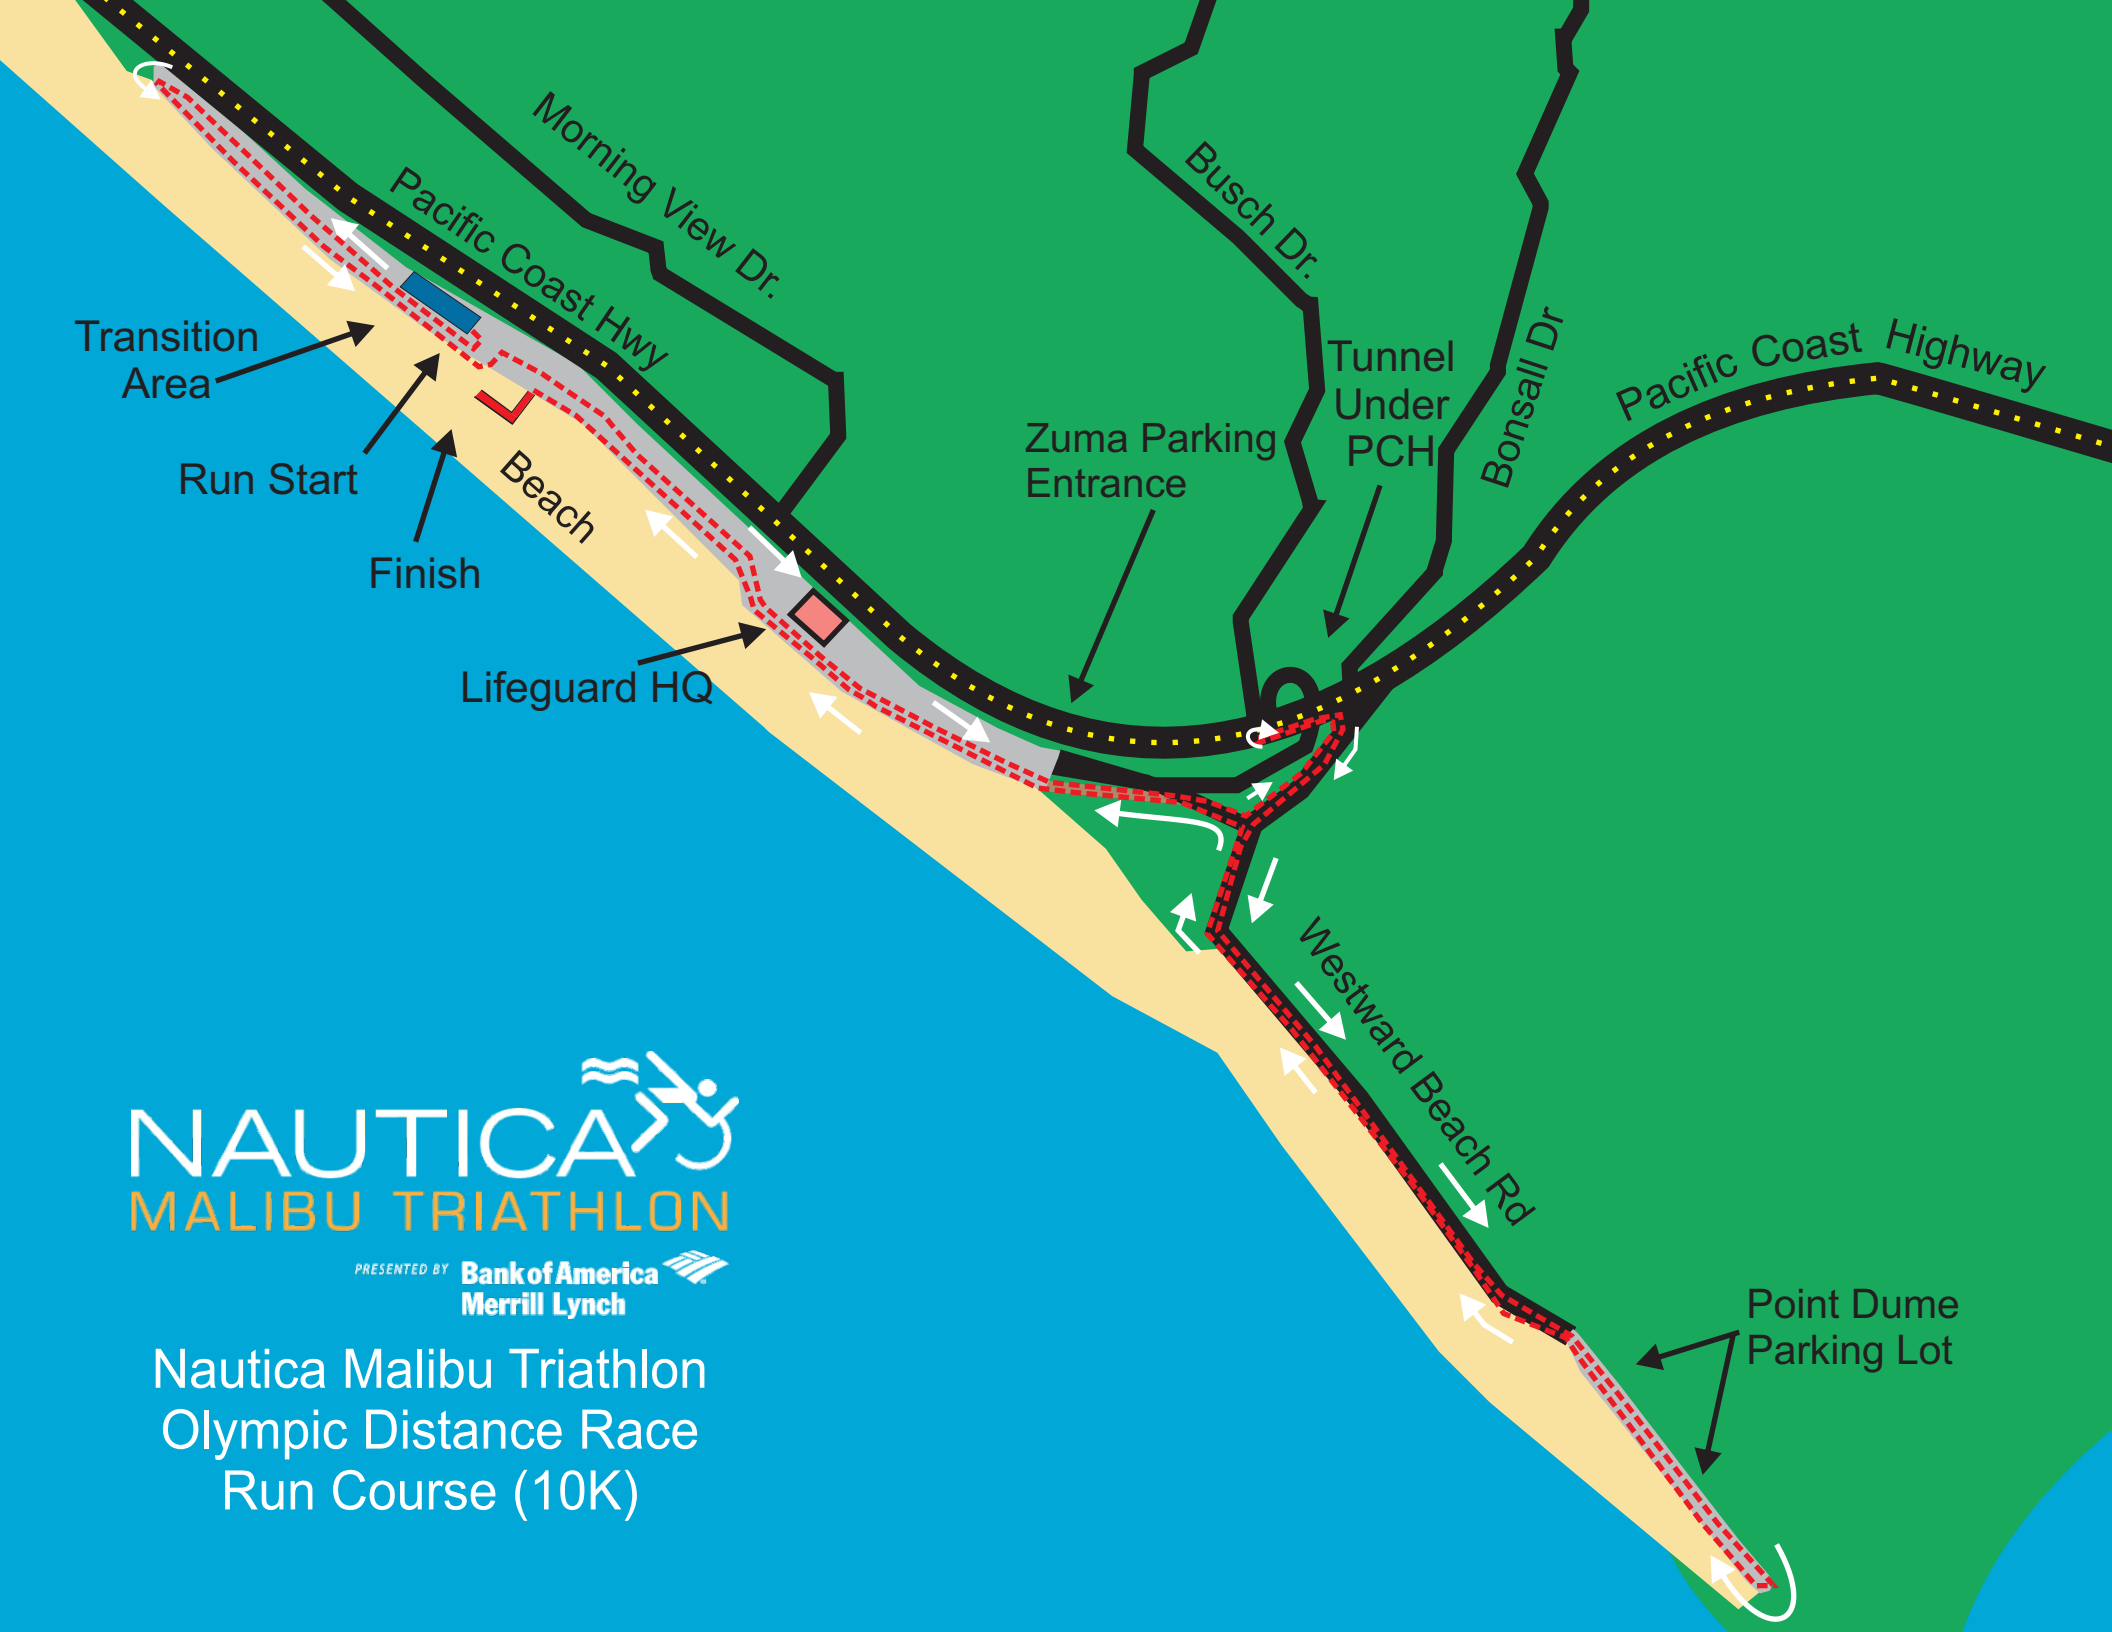 Morning View Dr.
Pacific Coast Hwy
Busch Dr.
Bonsall Dr
Pacific Coast Highway
Tunnel
Under
PCH
Zuma Parking
Entrance
Transition
Area
Run Start
Finish
Beach
Lifeguard HQ
Westward Beach Rd
Point Dume
Parking Lot
NAUTICA
MALIBU TRIATHLON
PRESENTED BY
Bank of America
Merrill Lynch
Nautica Malibu Triathlon
Olympic Distance Race
Run Course (10K)